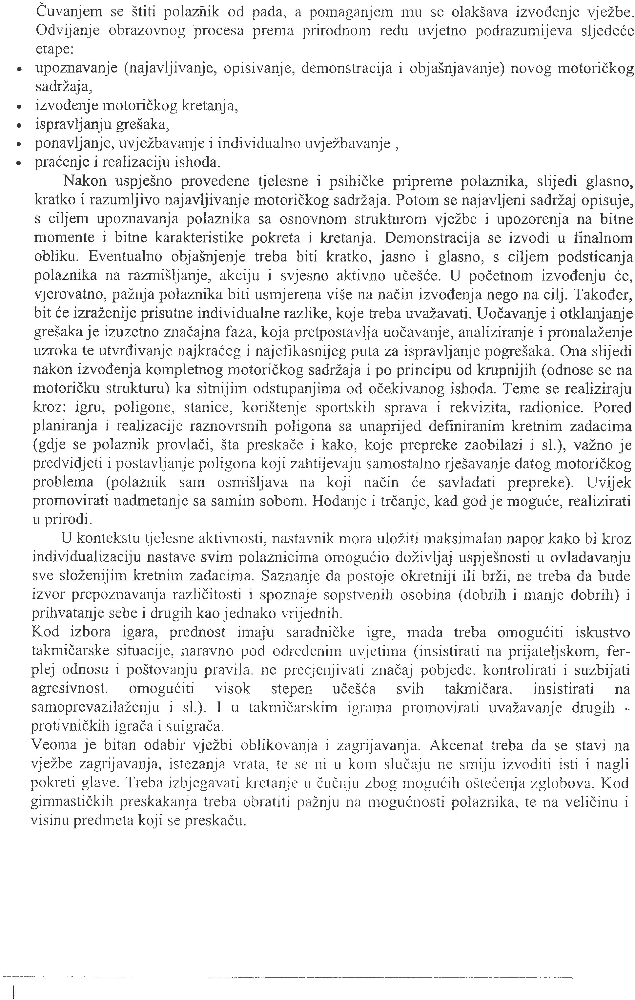 Čuvanjem se štiti polaznik od pada, a pomaganjem mu se olakšava izvođenje vježbe.
Odvijanje obrazovnog procesa prema prirodnom redu uvjetno podrazumijeva sljedeće
etape:
• upoznavanje (najavljivanje, opisivanje, demonstracija i objašnjavanje) novog motoričkog
sadržaja,
• izvođenje motoričkog kretanja,
• ispravljanju grešaka,
• ponavljanje, uvježbavanje i individualno uvježbavanje ,
• praćenje i realizaciju ishoda.
Nakon uspješno provedene tjelesne i psihičke pripreme polaznika, slijedi glasno,
kratko i razumljivo najavljivanje motoričkog sadržaja. Potom se najavljeni sadržaj opisuje,
s ciljem upoznavanja polaznika sa osnovnom strukturom vježbe i upozorenja na bitne
momente i bitne karakteristike pokreta i kretanja. Demonstracija se izvodi u finalnom
obliku. Eventualno objašnjenje treba biti kratko, jasno i glasno, s ciljem podsticanja
polaznika na razmišljanje, akciju i svjesno aktivno učešće. U početnom izvođenju će,
vjerovatno, pažnja polaznika biti usmjerena više na način izvođenja nego na cilj. Također,
bit će izraženije prisutne individualne razlike, koje treba uvažavati. Uočavanje i otklanjanje
grešaka je izuzetno značajna faza, koja pretpostavlja uočavanje, analiziranje i pronalaženje
uzroka te utvrđivanje najkraćeg i najefikasnijeg puta za ispravljanje pogrešaka. Ona slijedi
nakon izvođenja kompletnog motoričkog sadržaja i po principu od krupnijih (odnose se na
motoričku strukturu) ka sitnijim odstupanjima od očekivanog ishoda. Teme se realiziraju
kroz: igru, poligone, stanice, korištenje sportskih sprava i rekvizita, radionice. Pored
planiranja i realizacije raznovrsnih poligona sa unaprijed definiranim kretnim zadacima
(gdje se polaznik provlači, šta preskače i kako, koje prepreke zaobilazi i sl.), važno je
predvidjeti i postavljanje poligona koji zahtijevaju samostalno rješavanje datog motoričkog
problema (polaznik sam osmišljava na koji način će savladati prepreke). Uvijek
promovirati nadmetanje sa samim sobom. Hodanje i trčanje, kad god je moguće, realizirati
u prirodi.
U kontekstu tjelesne aktivnosti, nastavnik mora uložiti maksimalan napor kako bi kroz
individualizaciju nastave svim polaznicima omogućio doživljaj uspješnosti u ovladavanju
sve složenijim kretnim zadacima. Saznanje da postoje okretniji ili brži, ne treba da bude
izvor prepoznavanja različitosti i spoznaje sopstvenih osobina (dobrih i manje dobrih) i
prihvatanje sebe i drugih kao jednako vrijednih.
Kod izbora igara, prednost imaju saradničke igre, mada treba omogućiti iskustvo
takmičarske situacije, naravno pod određenim uvjetima (insistirati na prijateljskom, fer-
plej odnosu i poštovanju pravila. ne precjenjivati značaj pobjede. kontrolirati i suzbijati
agresivnost. omogućiti visok stepen učešća svih takmičara. insistirati na
samoprevazilaženju i sl.). I u takmičarskim igrama promovirati uvažavanje drugih -
protivničkih igrača i suigrača.
Veoma je bitan odabir vježbi oblikovanja i zagrijavanja. Akcenat treba da se stavi na
vježbe zagrijavanja, istezanja vrata, te se ni u kom slučaju ne smiju izvoditi isti i nagli
pokreti glave. Treba izbjegavati kretanje u čučnju zbog mogućih oštećenja zglobova. Kod
gimnastičkih preskakanja treba obratiti pažnju na mogućnosti polaznika, te na veličinu i
visinu predmeta koji se preskaču.